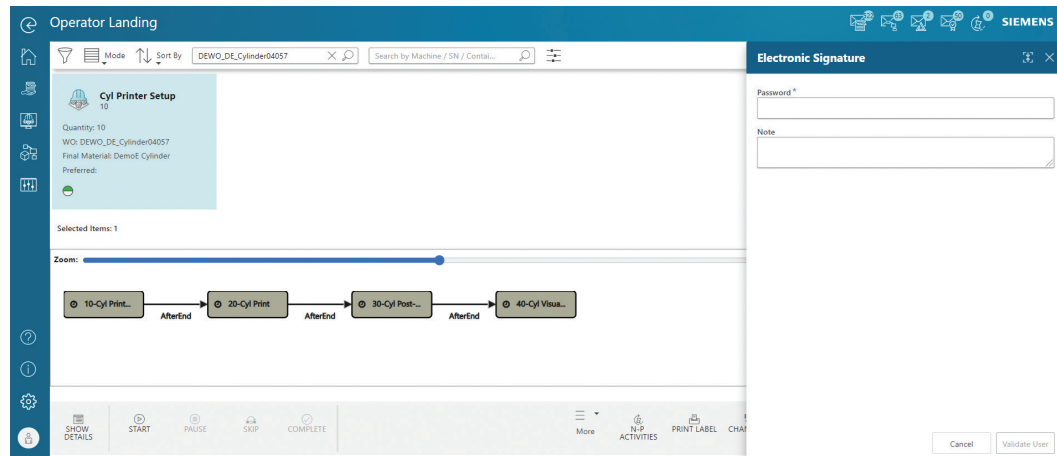 Operator Landing
SIEMENS
Mode
Sort By
DEWO_DE_Cylinder04057
Search by Machine / SN / Contai...
Cyl Printer Setup
10
Quantity: 10
WO: DEWO_DE_Cylinder04057
Final Material: DemoE Cylinder
Preferred:
Selected Items: 1
Zoom:
10-Cyl Print...
AfterEnd
20-Cyl Print
AfterEnd
30-Cyl Post-...
AfterEnd
40-Cyl Visua...
SHOW DETAILS
START
PAUSE
SKIP
COMPLETE
More
N-P ACTIVITIES
PRINT LABEL
Electronic Signature
Password *
Note
Cancel
Validate User